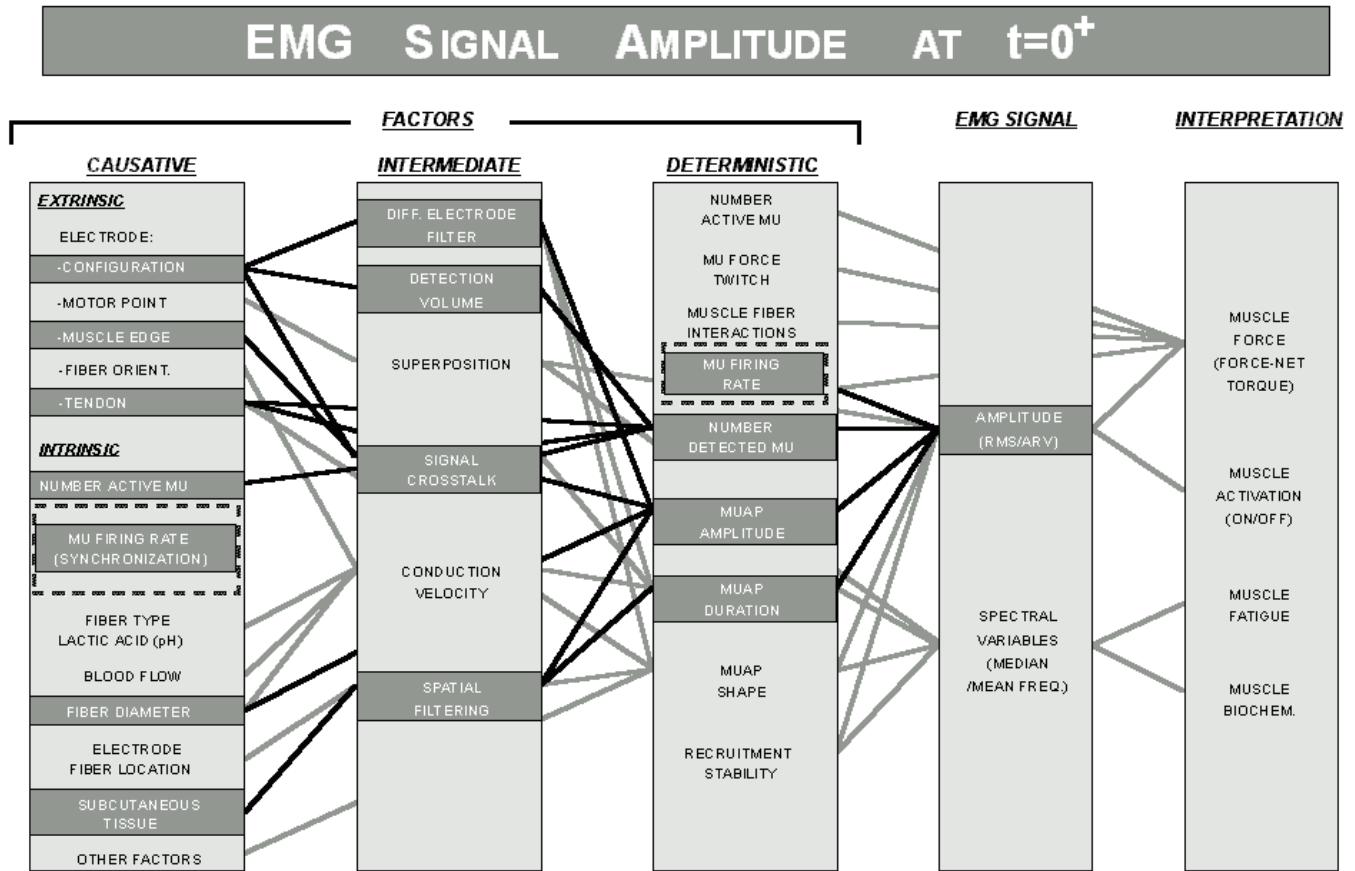 EMG SIGNAL AMPLITUDE AT t=0+
FACTORS
EMG SIGNAL
INTERPRETATION
CAUSATIVE
INTERMEDIATE
DETERMINISTIC
EXTRINSIC
ELECTRODE:
-CONFIGURATION
-MOTOR POINT
-MUSCLE EDGE
-FIBER ORIENT.
-TENDON
INTRINSIC
NUMBER ACTIVE MU
MU FIRING RATE
(SYNCHRONIZATION)
FIBER TYPE
LACTIC ACID (pH)
BLOOD FLOW
FIBER DIAMETER
ELECTRODE
FIBER LOCATION
SUBCUTANEOUS
TISSUE
OTHER FACTORS
DIFF. ELECTRODE
FILTER
DETECTION
VOLUME
SUPERPOSITION
SIGNAL
CROSSTALK
CONDUCTION
VELOCITY
SPATIAL
FILTERING
NUMBER
ACTIVE MU
MU FORCE
TWITCH
MUSCLE FIBER
INTERACTIONS
MU FIRING
RATE
NUMBER
DETECTED MU
MUAP
AMPLITUDE
MUAP
DURATION
MUAP
SHAPE
RECRUITMENT
STABILITY
AMPLITUDE
(RMS/ARV)
SPECTRAL
VARIABLES
(MEDIAN
/MEAN FREQ.)
MUSCLE
FORCE
(FORCE-NET
TORQUE)
MUSCLE
ACTIVATION
(ON/OFF)
MUSCLE
FATIGUE
MUSCLE
BIOCHEM.